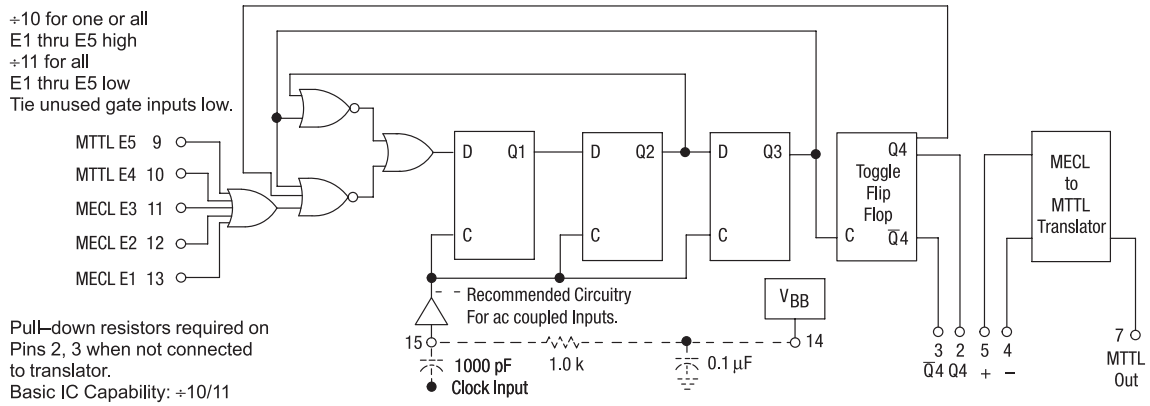 ÷10 for one or all
E1 thru E5 high
÷11 for all
E1 thru E5 low
Tie unused gate inputs low.
MTTL E5 9
MTTL E4 10
MECL E3 11
MECL E2 12
MECL E1 13
D Q1
C
D Q2
D Q3
C
Q4
Toggle
Flip
Flop
C Q̅4
MECL
to
MTTL
Translator
Recommended Circuitry
For ac coupled Inputs.
VBB
15
1000 pF
Clock Input
1.0 k
0.1 µF
14
3 2 5 4
Q̅4 Q4 + –
7
MTTL
Out
Pull–down resistors required on
Pins 2, 3 when not connected
to translator.
Basic IC Capability: ÷10/11